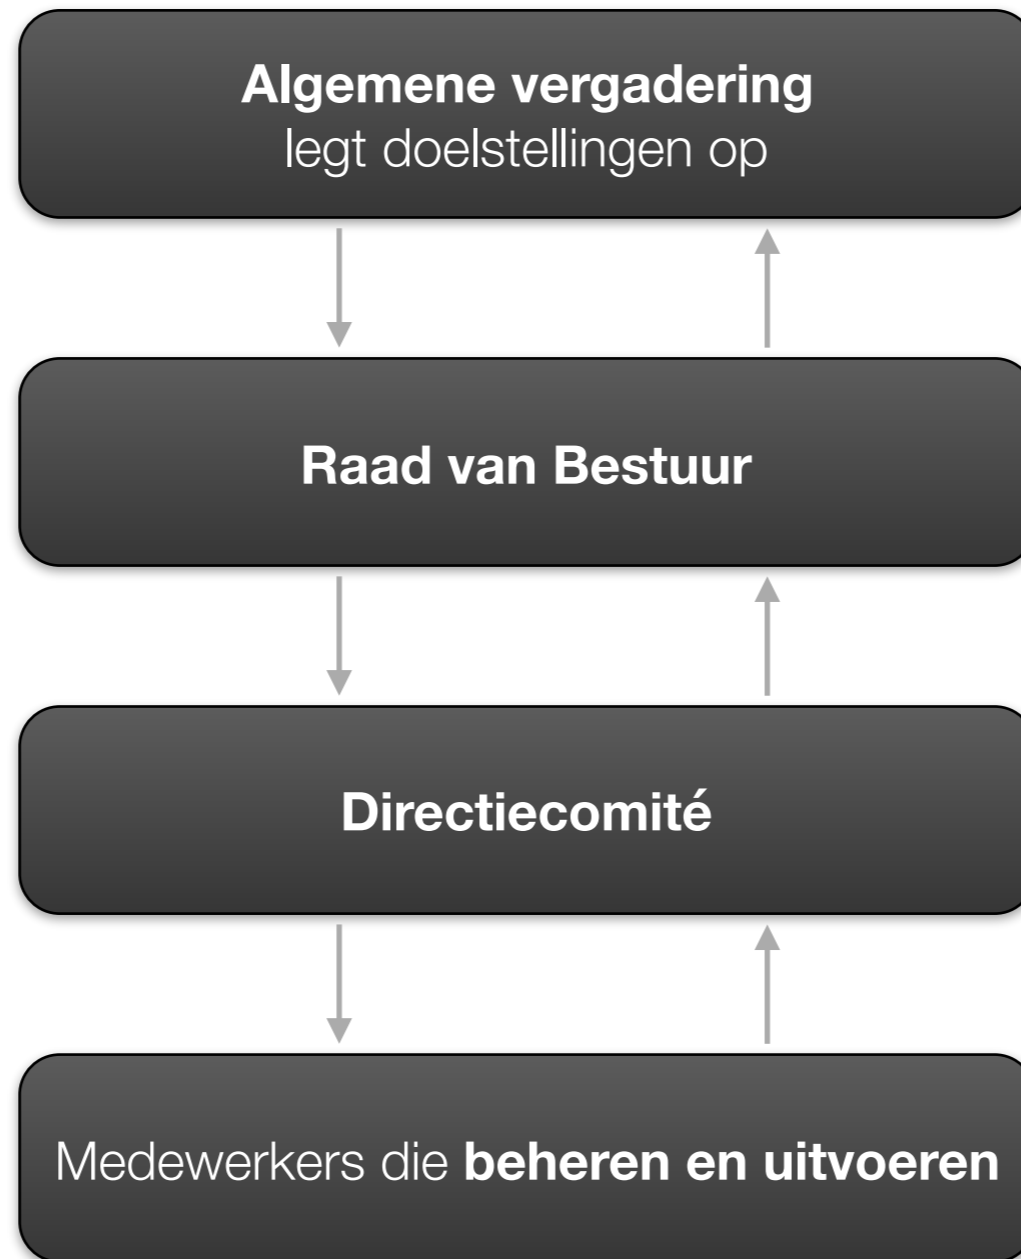 Algemene vergadering
legt doelstellingen op
Raad van Bestuur
Directiecomité
Medewerkers die beheren en uitvoeren